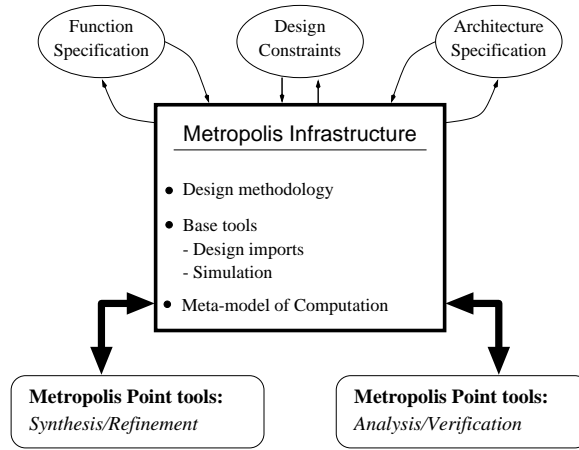 Function
Specification
Design
Constraints
Architecture
Specification
Metropolis Infrastructure
• Design methodology
• Base tools
- Design imports
- Simulation
• Meta-model of Computation
Metropolis Point tools:
Synthesis/Refinement
Metropolis Point tools:
Analysis/Verification